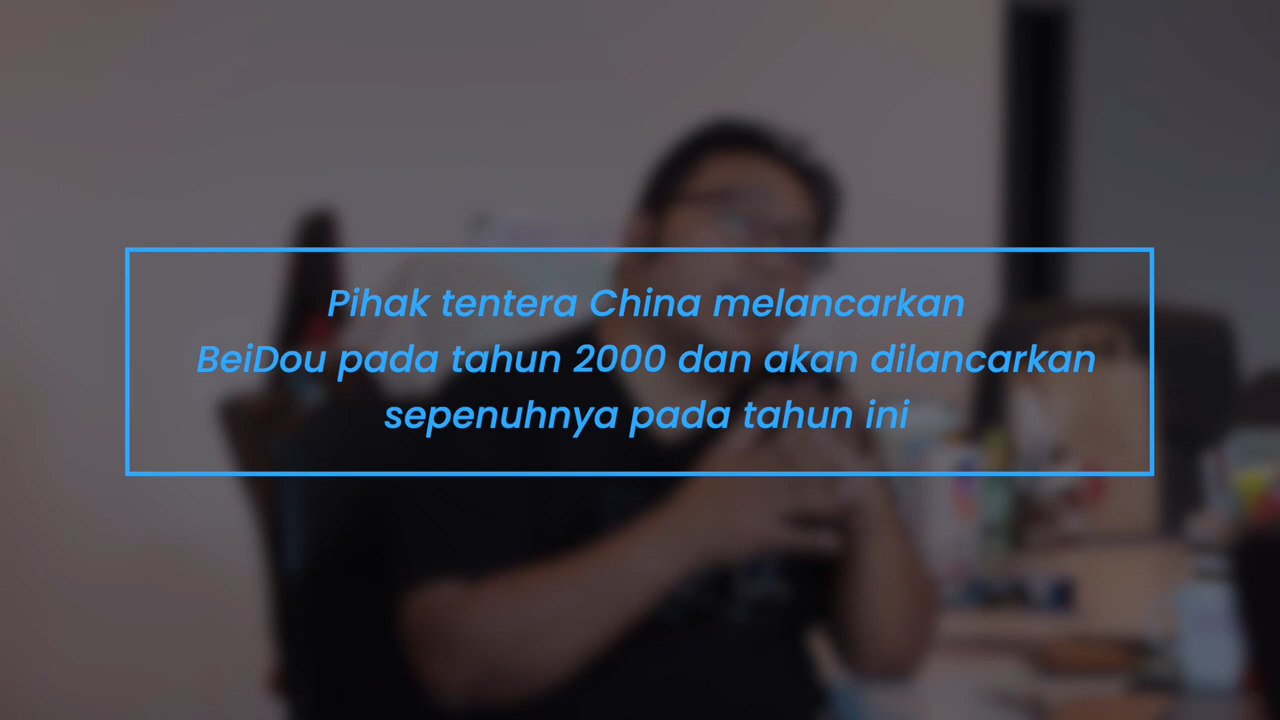 Pihak tentera China melancarkan
BeiDou pada tahun 2000 dan akan dilancarkan
sepenuhnya pada tahun ini